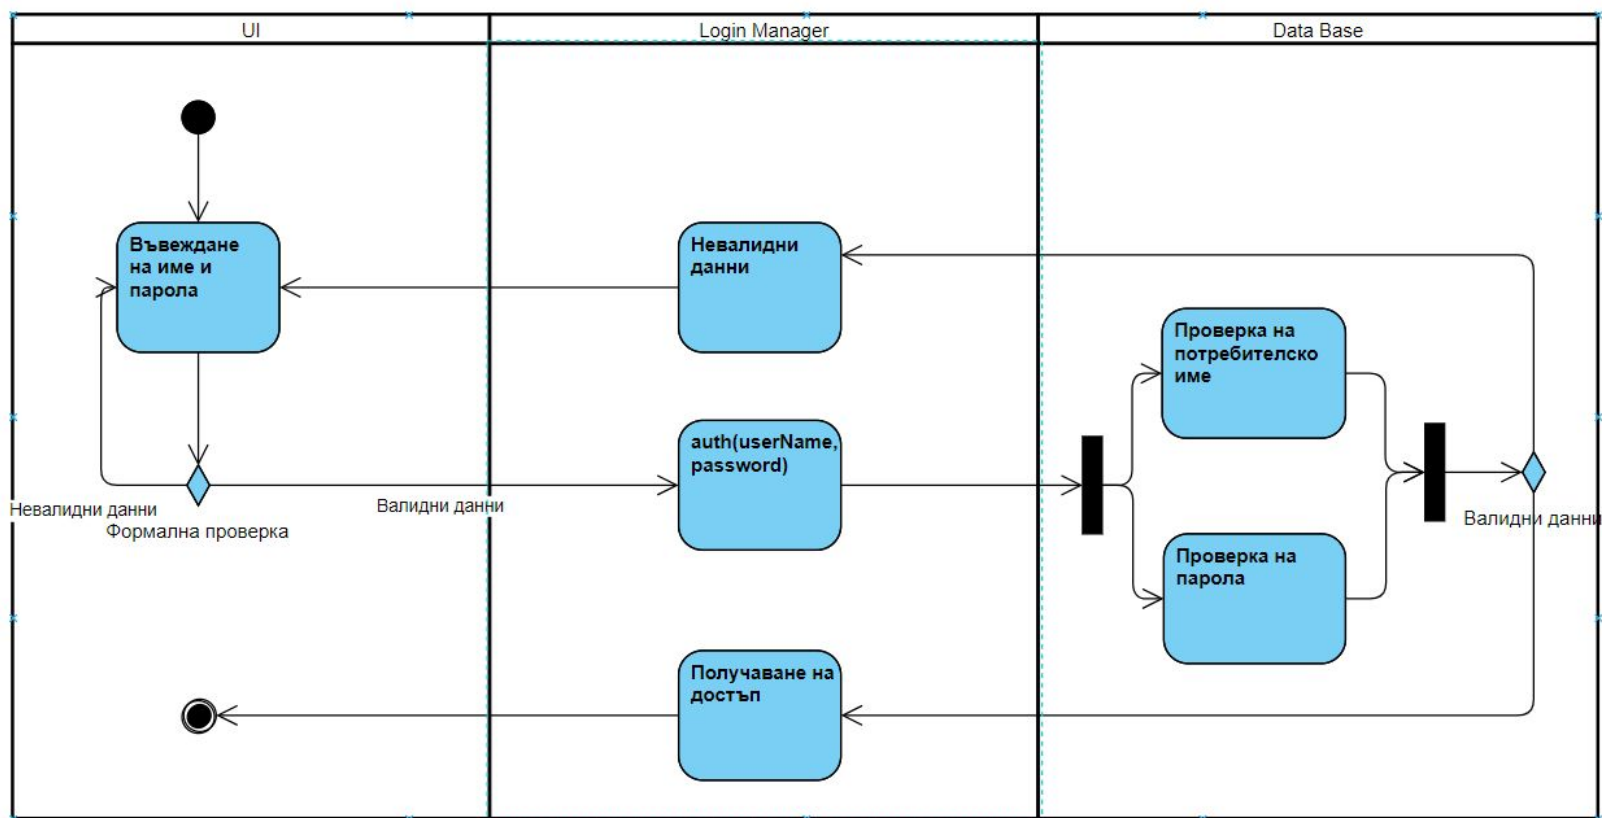 UI
Login Manager
Data Base
Въвеждане
на име и
парола
Невалидни
данни
Проверка на
потребителско
име
auth(userName,
password)
Невалидни данни
Формална проверка
Валидни данни
Валидни данни
Проверка на
парола
Получаване на
достъп